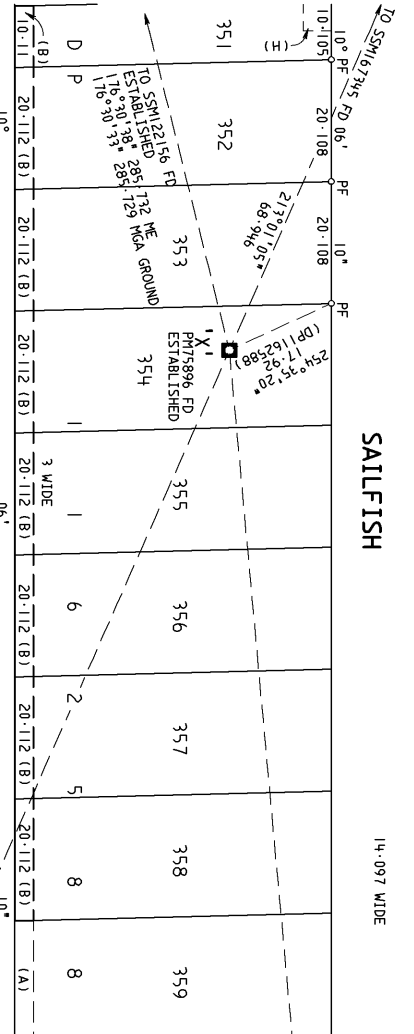 SAILFISH
14·097 WIDE
TO SSM167345 FD
10·105
10°
PF
20·108
06'
PF
20·108
10"
PF
(H)
213°01'05"
68·946
254°35'20"
17·92
(DP1162588)
'X'
PM75896 FD
ESTABLISHED
TO SSM122156 FD
ESTABLISHED
176°30'38" 285·732 ME
176°30'33" 285·729 MGA GROUND
351
352
353
354
355
356
357
358
359
D P 1 1 6 2 5 8 8
(B)
3 WIDE
10·11
20·112 (B)
20·112 (B)
20·112 (B)
20·112 (B)
20·112 (B)
20·112 (B)
20·112 (B)
(A)
10°
06'
10"